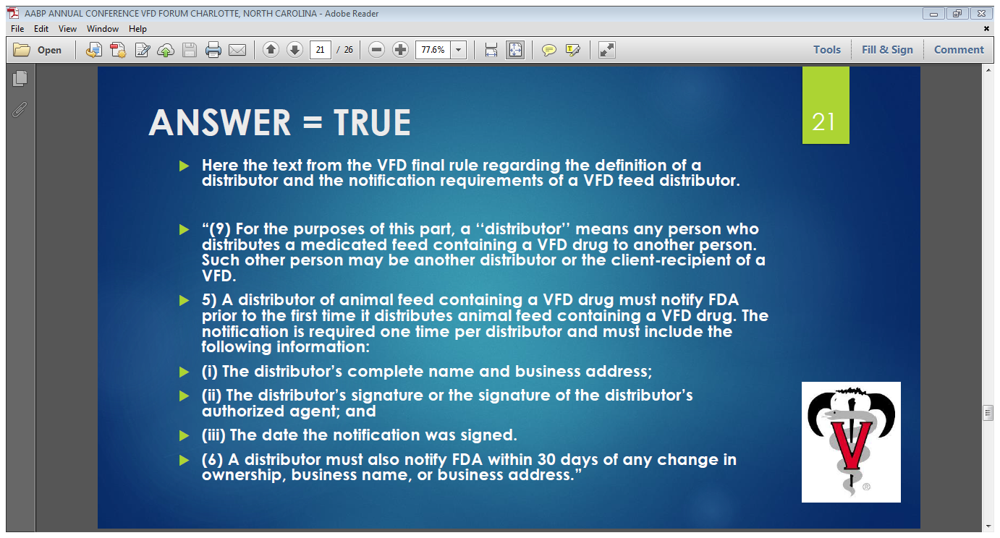 AABP ANNUAL CONFERENCE VFD FORUM CHARLOTTE, NORTH CAROLINA - Adobe Reader
File Edit View Window Help
Open 21 / 26 77.6% Tools Fill & Sign Comment
21
ANSWER = TRUE
Here the text from the VFD final rule regarding the definition of a
distributor and the notification requirements of a VFD feed distributor.
“(9) For the purposes of this part, a ‘‘distributor’’ means any person who
distributes a medicated feed containing a VFD drug to another person.
Such other person may be another distributor or the client-recipient of a
VFD.
5) A distributor of animal feed containing a VFD drug must notify FDA
prior to the first time it distributes animal feed containing a VFD drug. The
notification is required one time per distributor and must include the
following information:
(i) The distributor’s complete name and business address;
(ii) The distributor’s signature or the signature of the distributor’s
authorized agent; and
(iii) The date the notification was signed.
(6) A distributor must also notify FDA within 30 days of any change in
ownership, business name, or business address.”
V
®